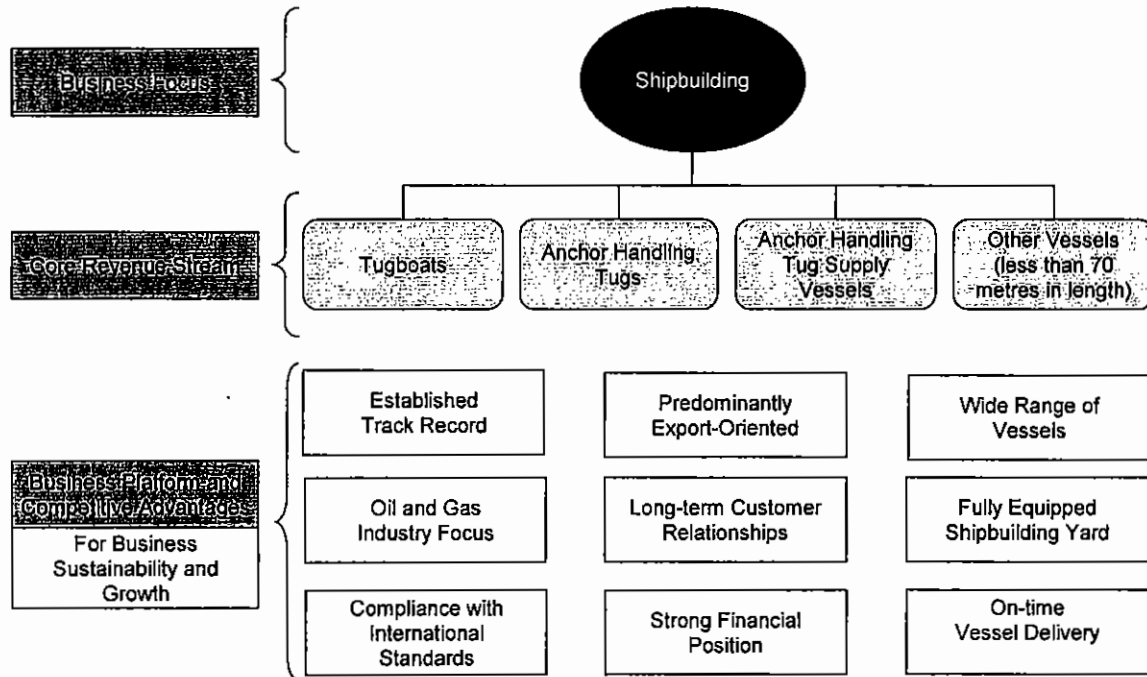 Business Focus
Shipbuilding
Core Revenue Stream
Tugboats
Anchor Handling
Tugs
Anchor Handling
Tug Supply
Vessels
Other Vessels
(less than 70
metres in length)
Business Platform and
Competitive Advantages
For Business
Sustainability and
Growth
Established
Track Record
Predominantly
Export-Oriented
Wide Range of
Vessels
Oil and Gas
Industry Focus
Long-term Customer
Relationships
Fully Equipped
Shipbuilding Yard
Compliance with
International
Standards
Strong Financial
Position
On-time
Vessel Delivery